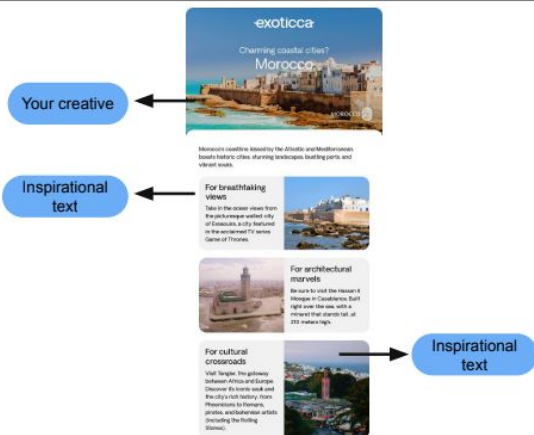 exoticca
Charming coastal cities?
Morocco
MOROCCO
Your creative
Morocco's coastline, kissed by the Atlantic and Mediterranean,
boasts historic cities, stunning landscapes, bustling ports, and
vibrant souks.
Inspirational
text
For breathtaking
views
Take in the ocean views from
the picturesque walled city
of Essaouira, a city featured
in the acclaimed TV series
Game of Thrones.
For architectural
marvels
Be sure to visit the Hassan II
Mosque in Casablanca. Built
right over the sea, with a
minaret that stands tall, at
210 meters high.
For cultural
crossroads
Visit Tangier, the gateway
between Africa and Europe.
Discover its iconic souk and
the city's rich history, from
Phoenicians to Romans,
pirates, and bohemian artists
(including the Rolling
Stones).
Inspirational
text